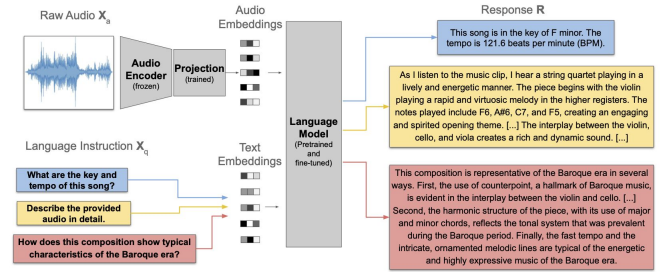 Raw Audio Xa
Audio
Embeddings
Response R
Audio
Encoder
(frozen)
Projection
(trained)
Language
Model
(Pretrained
and
fine-tuned)
This song is in the key of F minor. The
tempo is 121.6 beats per minute (BPM).
As I listen to the music clip, I hear a string quartet playing in
a lively and energetic manner. The piece begins with the violin
playing a rapid and virtuosic melody in the higher registers. The
notes played include F6, A#6, C7, and F5, creating an engaging
and spirited opening theme. [...] The interplay between the violin,
cello, and viola creates a rich and dynamic sound. [...]
Language Instruction Xq
Text
Embeddings
What are the key and
tempo of this song?
Describe the provided
audio in detail.
How does this composition show typical
characteristics of the Baroque era?
This composition is representative of the Baroque era in several
ways. First, the use of counterpoint, a hallmark of Baroque music,
is evident in the interplay between the violin and cello. [...]
Second, the harmonic structure of the piece, with its use of major
and minor chords, reflects the tonal system that was prevalent
during the Baroque period. Finally, the fast tempo and the
intricate, ornamented melodic lines are typical of the energetic
and highly expressive music of the Baroque era.